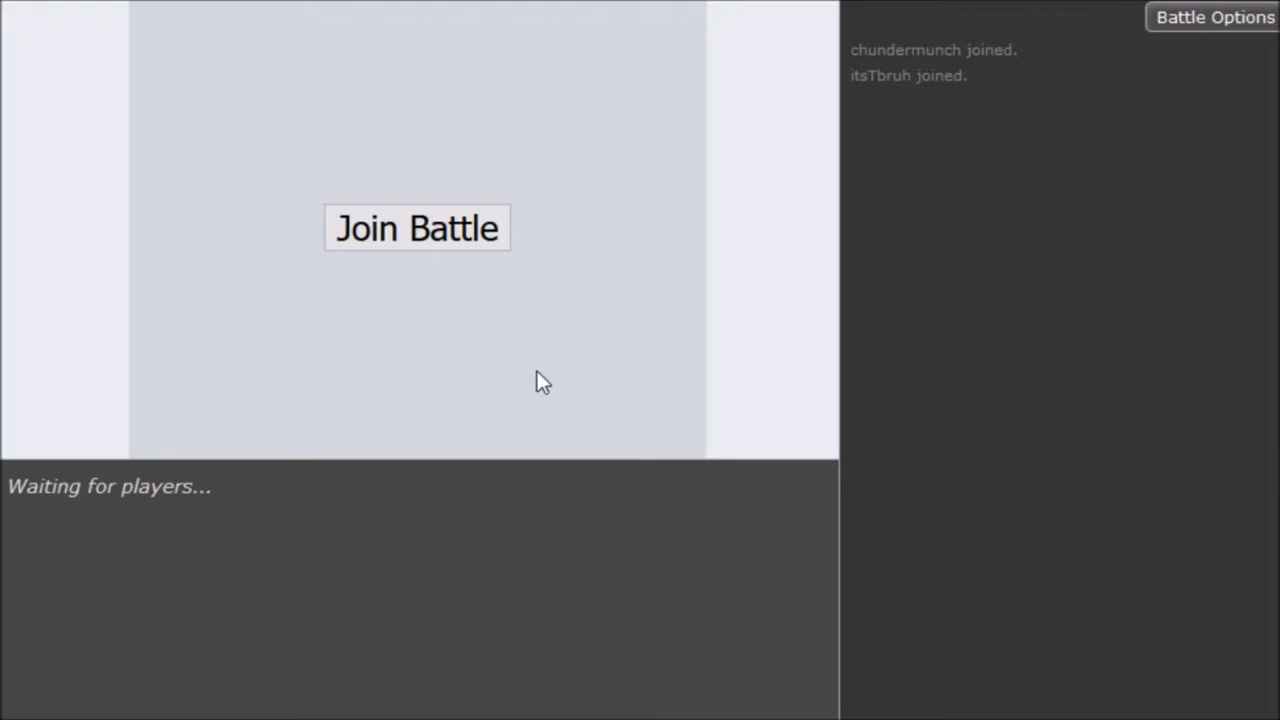 Battle Options
chundermunch joined.
itsTbruh joined.
Join Battle
Waiting for players...